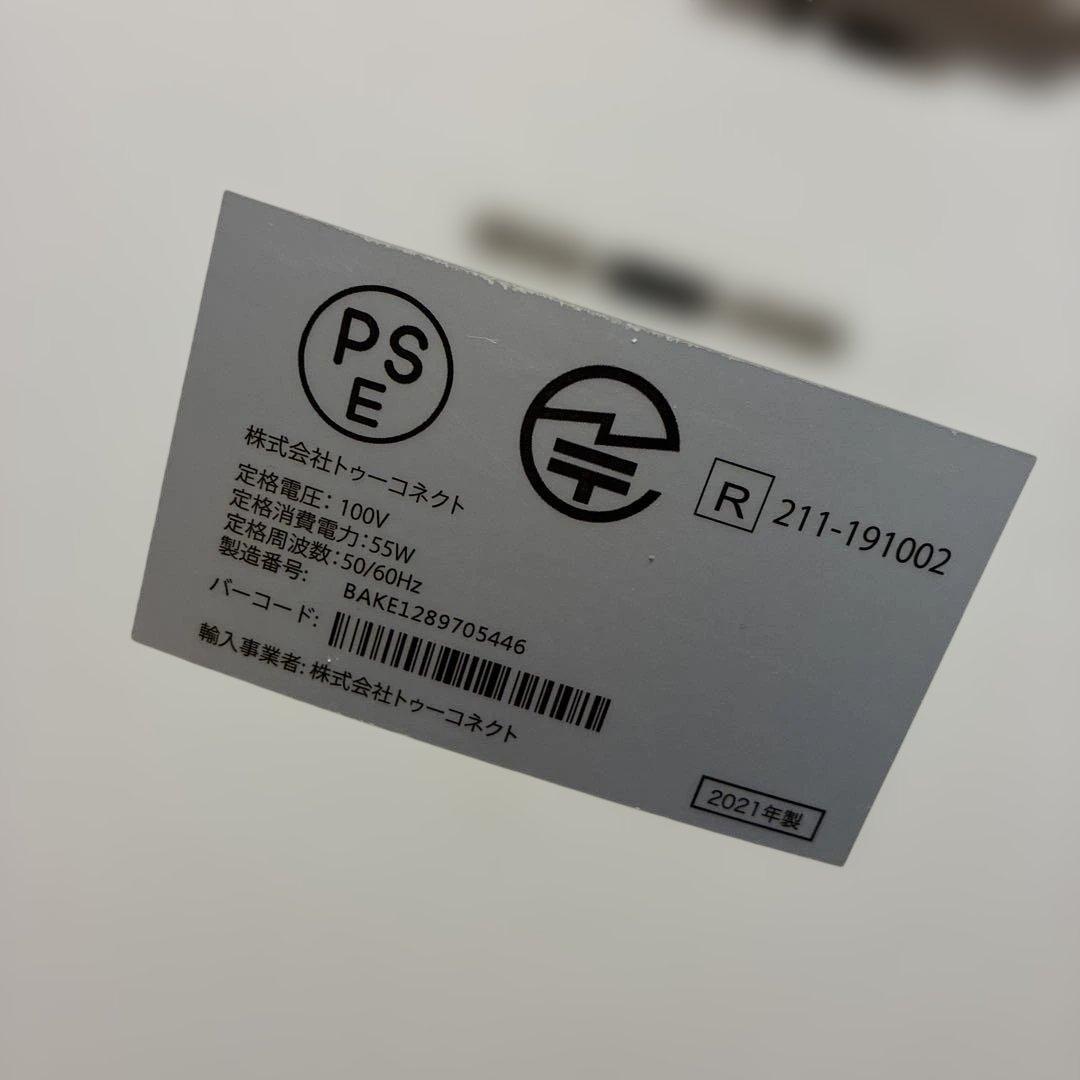 PSE
株式会社トゥーコネクト
定格電圧: 100V
定格消費電力:55W
定格周波数:50/60Hz
製造番号:
BAKE1289705446
バーコード:
輸入事業者: 株式会社トゥーコネクト
R 211-191002
2021年製